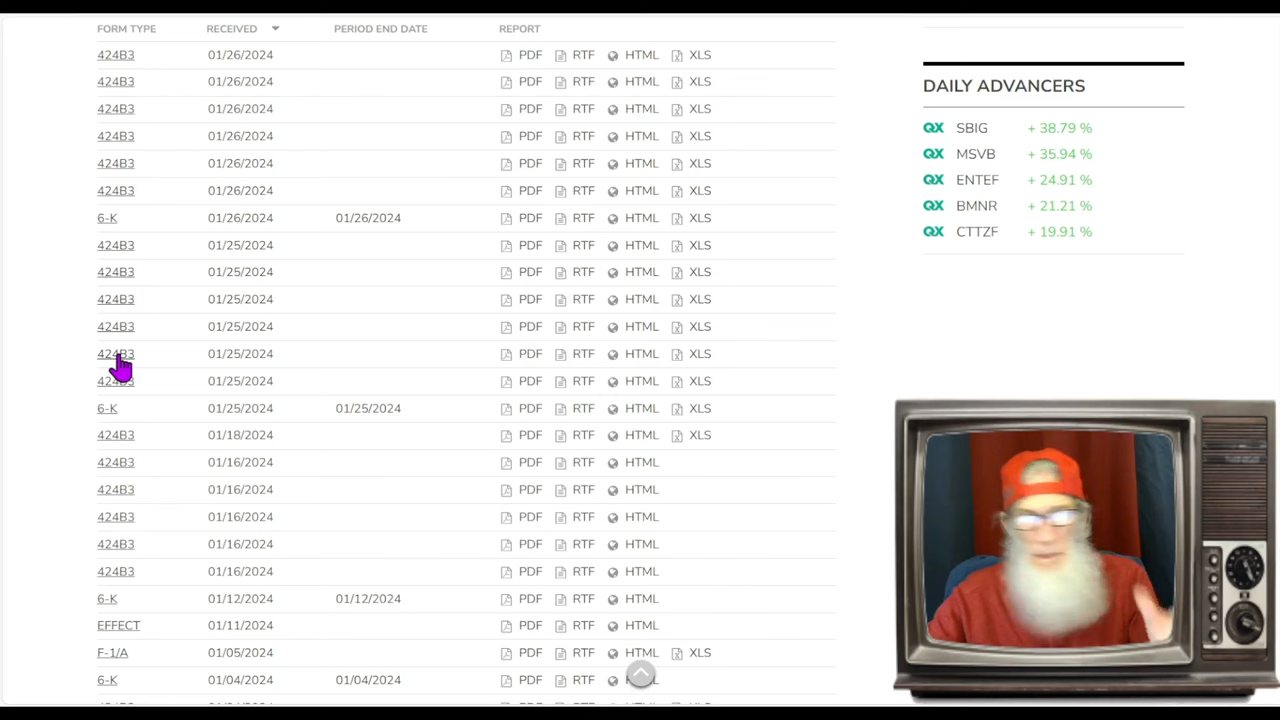 FORM TYPE RECEIVED PERIOD END DATE REPORT
424B3 01/26/2024 PDF RTF HTML XLS
424B3 01/26/2024 PDF RTF HTML XLS
424B3 01/26/2024 PDF RTF HTML XLS
424B3 01/26/2024 PDF RTF HTML XLS
424B3 01/26/2024 PDF RTF HTML XLS
424B3 01/26/2024 PDF RTF HTML XLS
6-K 01/26/2024 01/26/2024 PDF RTF HTML XLS
424B3 01/25/2024 PDF RTF HTML XLS
424B3 01/25/2024 PDF RTF HTML XLS
424B3 01/25/2024 PDF RTF HTML XLS
424B3 01/25/2024 PDF RTF HTML XLS
424B3 01/25/2024 PDF RTF HTML XLS
424B3 01/25/2024 PDF RTF HTML XLS
6-K 01/25/2024 01/25/2024 PDF RTF HTML XLS
424B3 01/18/2024 PDF RTF HTML XLS
424B3 01/16/2024 PDF RTF HTML
424B3 01/16/2024 PDF RTF HTML
424B3 01/16/2024 PDF RTF HTML
424B3 01/16/2024 PDF RTF HTML
424B3 01/16/2024 PDF RTF HTML
6-K 01/12/2024 01/12/2024 PDF RTF HTML
EFFECT 01/11/2024 PDF RTF HTML
F-1/A 01/05/2024 PDF RTF HTML XLS
6-K 01/04/2024 01/04/2024 PDF RTF
DAILY ADVANCERS
QX SBIG + 38.79 %
QX MSVB + 35.94 %
QX ENTEF + 24.91 %
QX BMNR + 21.21 %
QX CTTZF + 19.91 %